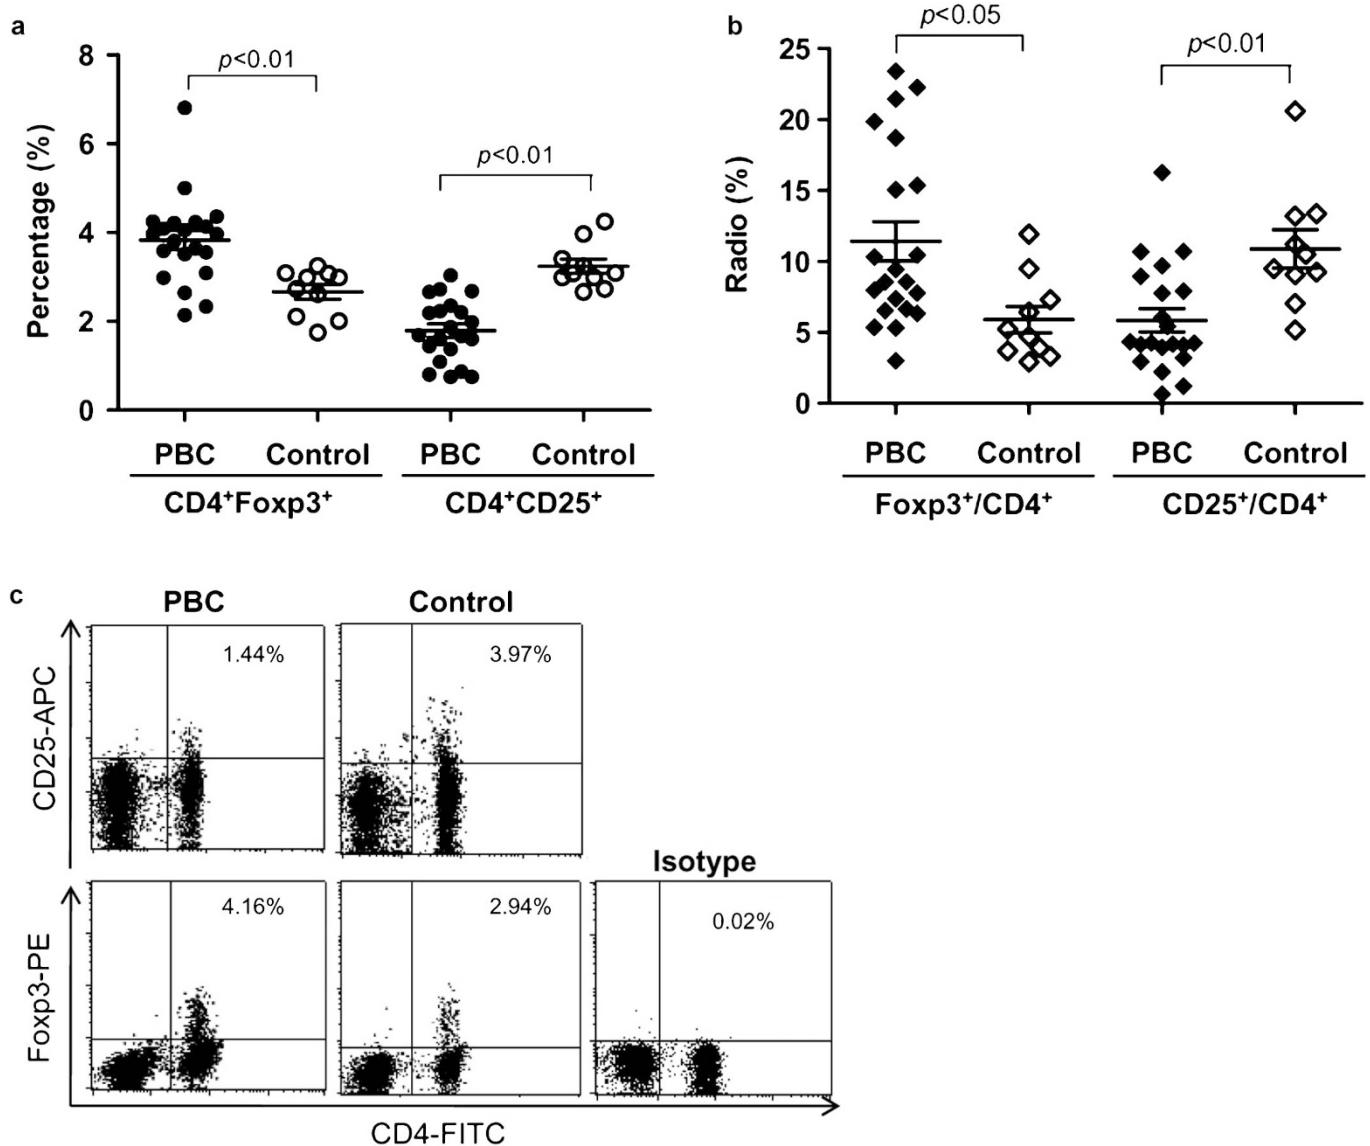 a
8
6
4
2
0
Percentage (%)
p<0.01
p<0.01
PBC Control PBC Control
CD4⁺Foxp3⁺ CD4⁺CD25⁺
b
25
20
15
10
5
0
Radio (%)
p<0.05
p<0.01
PBC Control PBC Control
Foxp3⁺/CD4⁺ CD25⁺/CD4⁺
c
PBC Control
CD25-APC
1.44% 3.97%
Isotype
Foxp3-PE
4.16% 2.94% 0.02%
CD4-FITC